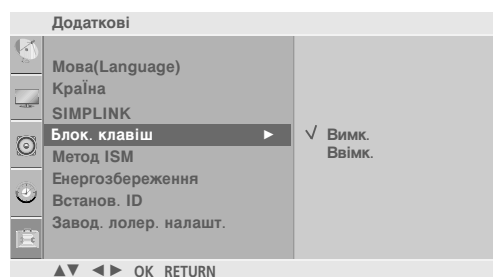 Додаткові
Мова(Language)
КраЇна
SIMPLINK
Блок. клавіш ► √ Вимк.
Ввімк.
Метод ISM
Енергозбереження
Встанов. ID
Завод. лолер. налашт.
▲▼ ◄► OK RETURN